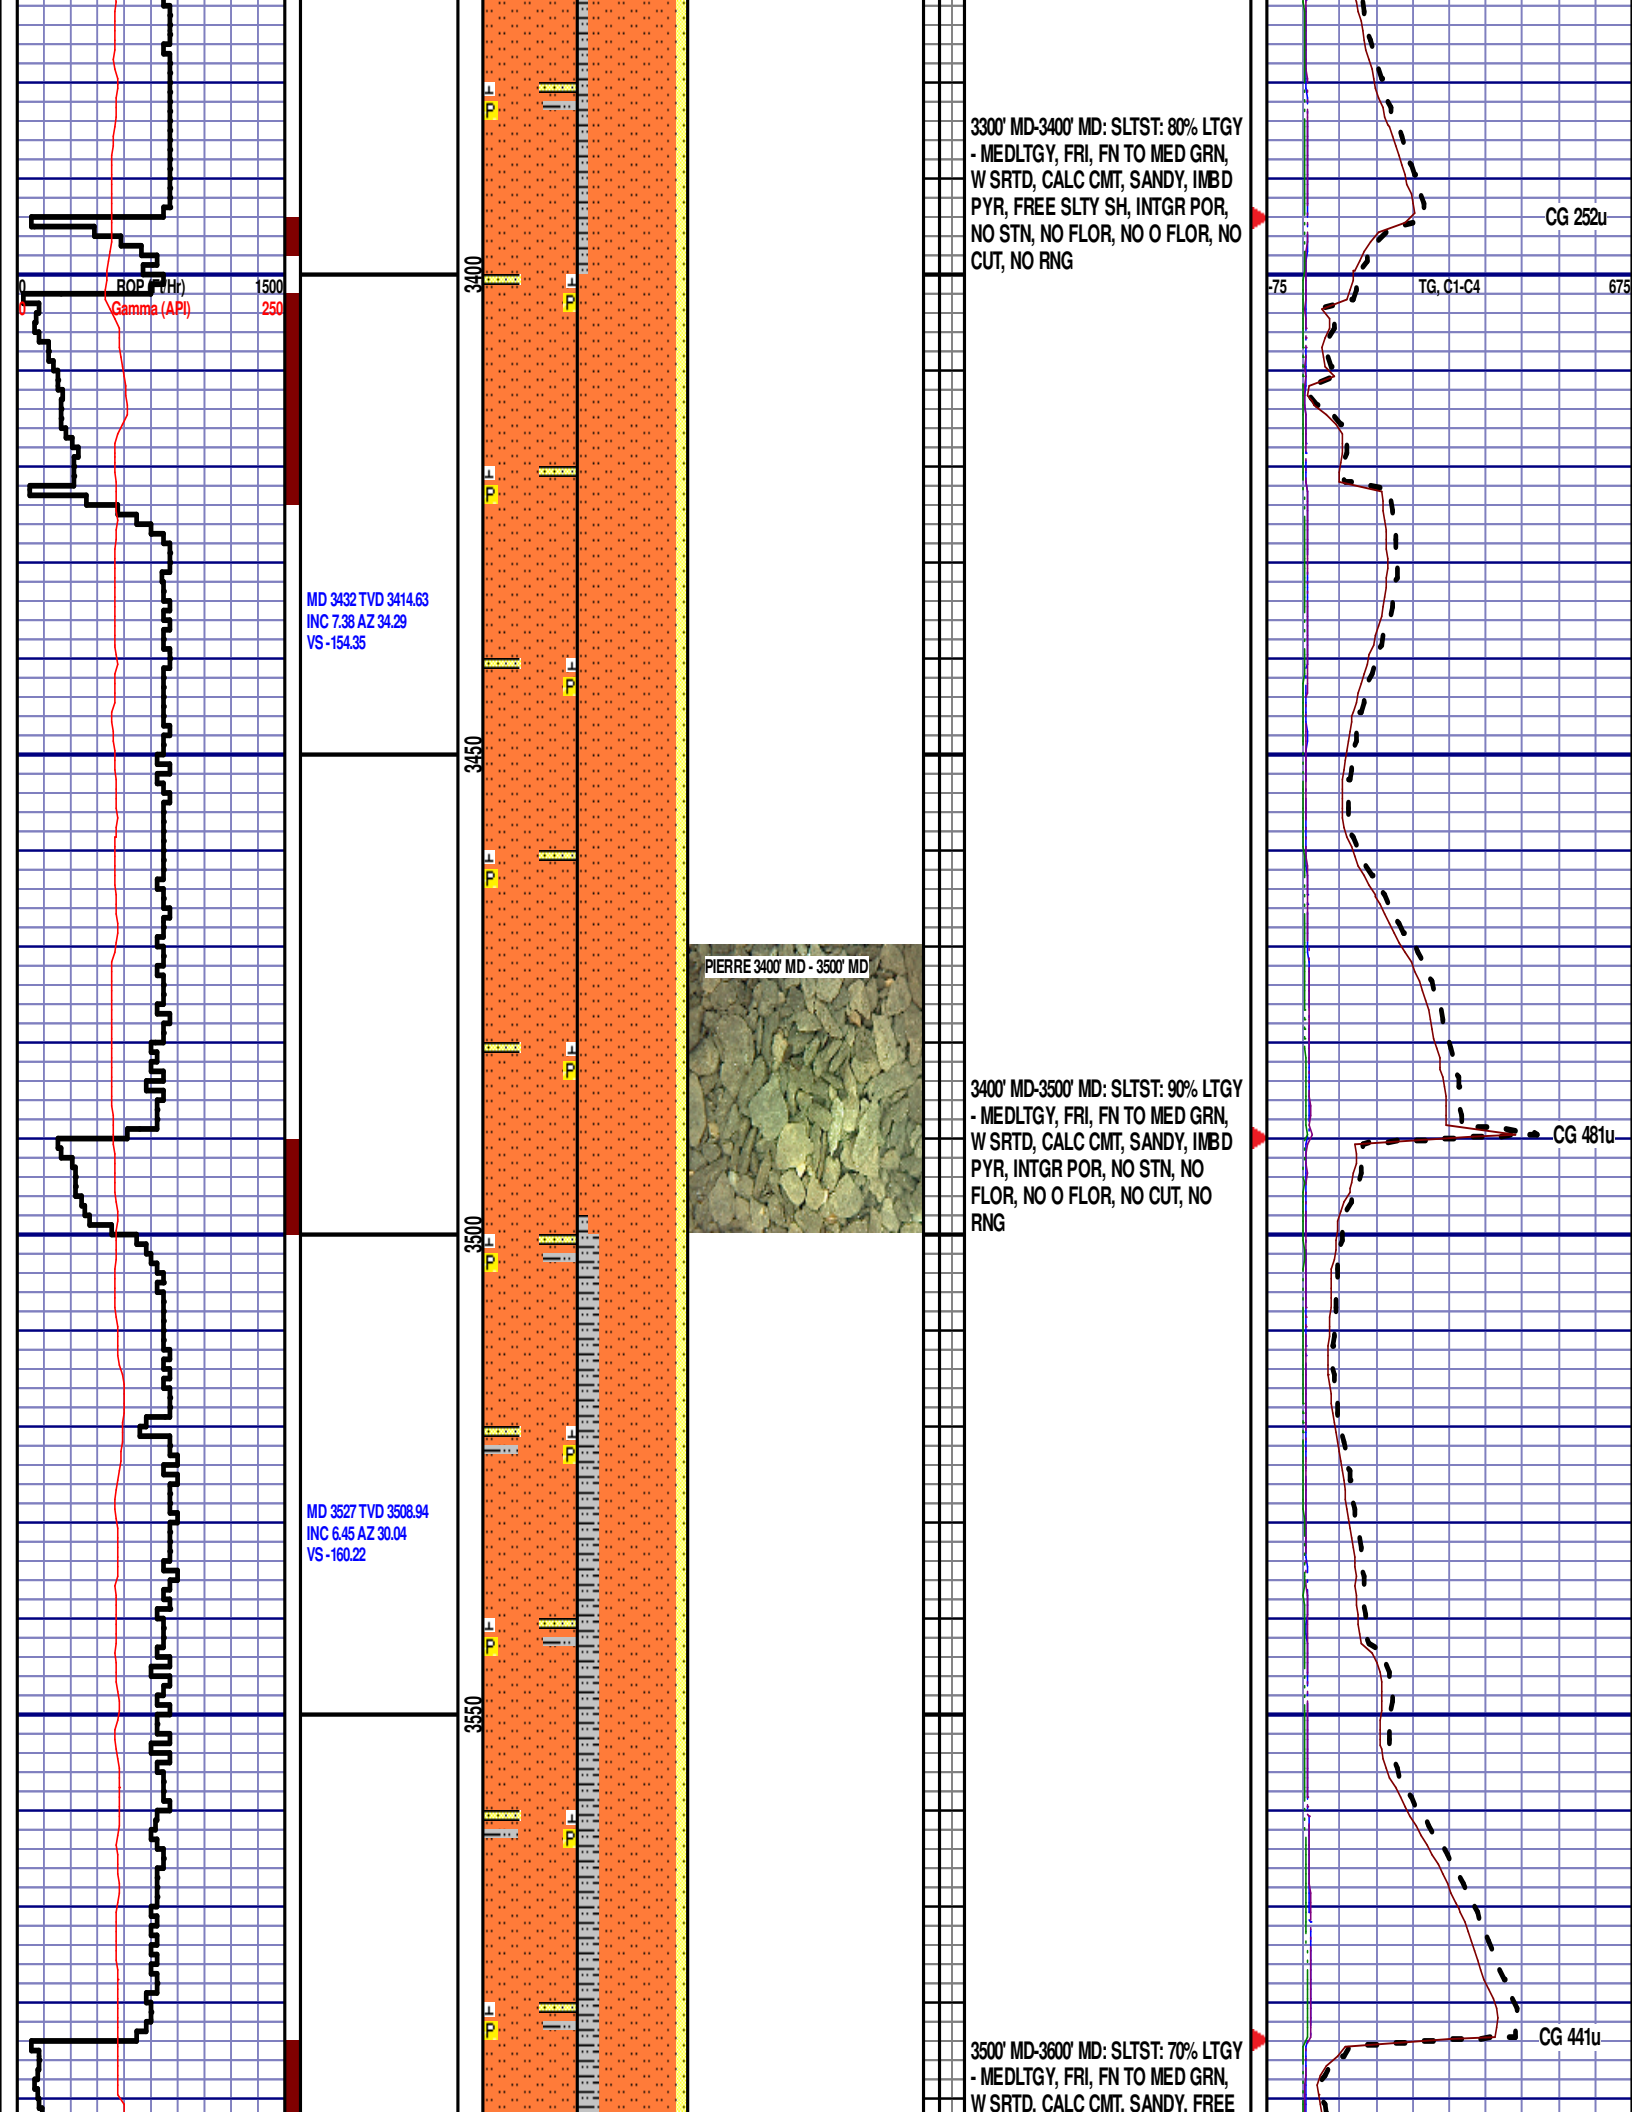 3300' MD-3400' MD: SLTST: 80% LTGY
- MEDLTGY, FRI, FN TO MED GRN,
W SRTD, CALC CMT, SANDY, IMBD
PYR, FREE SLTY SH, INTGR POR,
NO STN, NO FLOR, NO O FLOR, NO
CUT, NO RNG
CG 252u
3400
0 1500
Gamma (API) 250
-75 TG, C1-C4 675
MD 3432 TVD 3414.63
INC 7.38 AZ 34.29
VS -154.35
3450
PIERRE 3400' MD - 3500' MD
3400' MD-3500' MD: SLTST: 90% LTGY
- MEDLTGY, FRI, FN TO MED GRN,
W SRTD, CALC CMT, SANDY, IMBD
PYR, INTGR POR, NO STN, NO
FLOR, NO O FLOR, NO CUT, NO
RNG
CG 481u
3500
MD 3527 TVD 3508.94
INC 6.45 AZ 30.04
VS -160.22
3550
CG 441u
3500' MD-3600' MD: SLTST: 70% LTGY
- MEDLTGY, FRI, FN TO MED GRN,
W SRTD, CALC CMT, SANDY, FREE